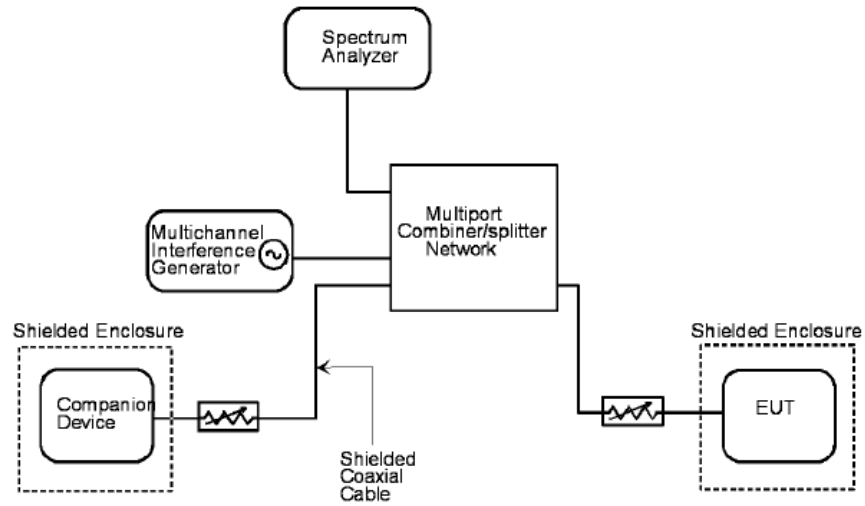 Spectrum
Analyzer
Multiport
Combiner/splitter
Network
Multichannel
Interference
Generator
Shielded Enclosure
Shielded Enclosure
Companion
Device
EUT
Shielded
Coaxial
Cable